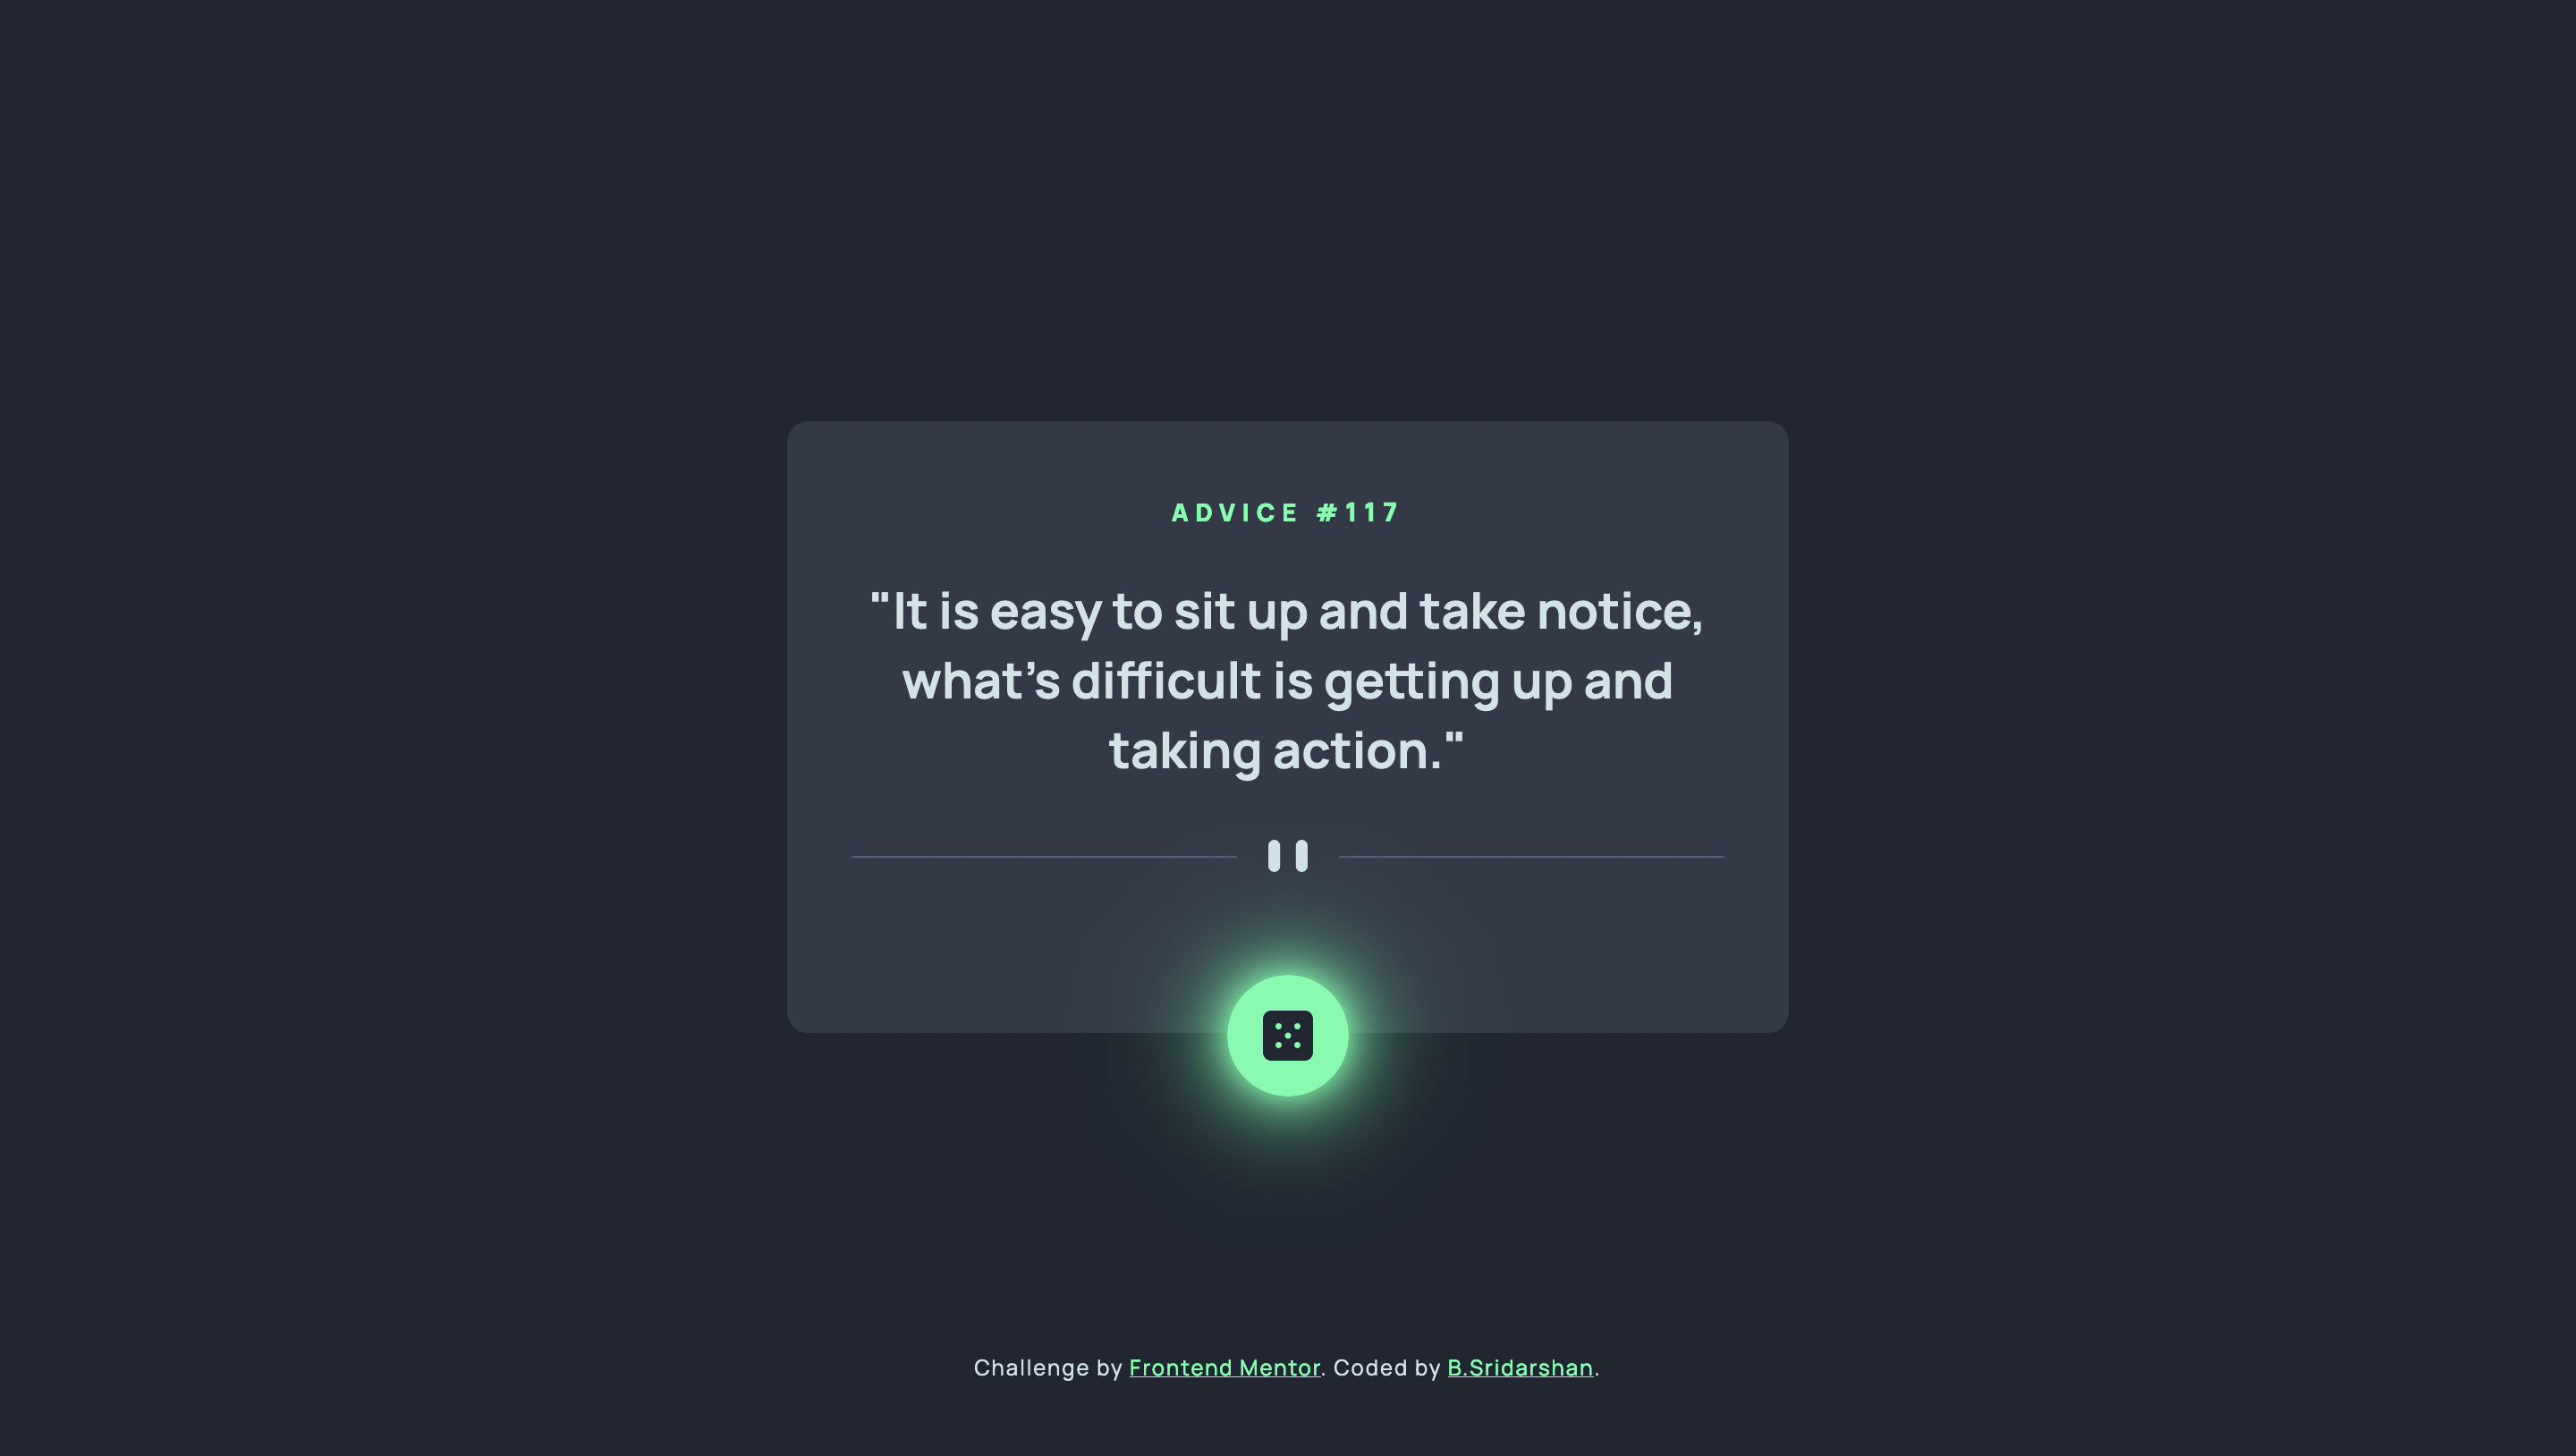 ADVICE #117
"It is easy to sit up and take notice,
what’s difficult is getting up and
taking action."
Challenge by Frontend Mentor. Coded by B.Sridarshan.